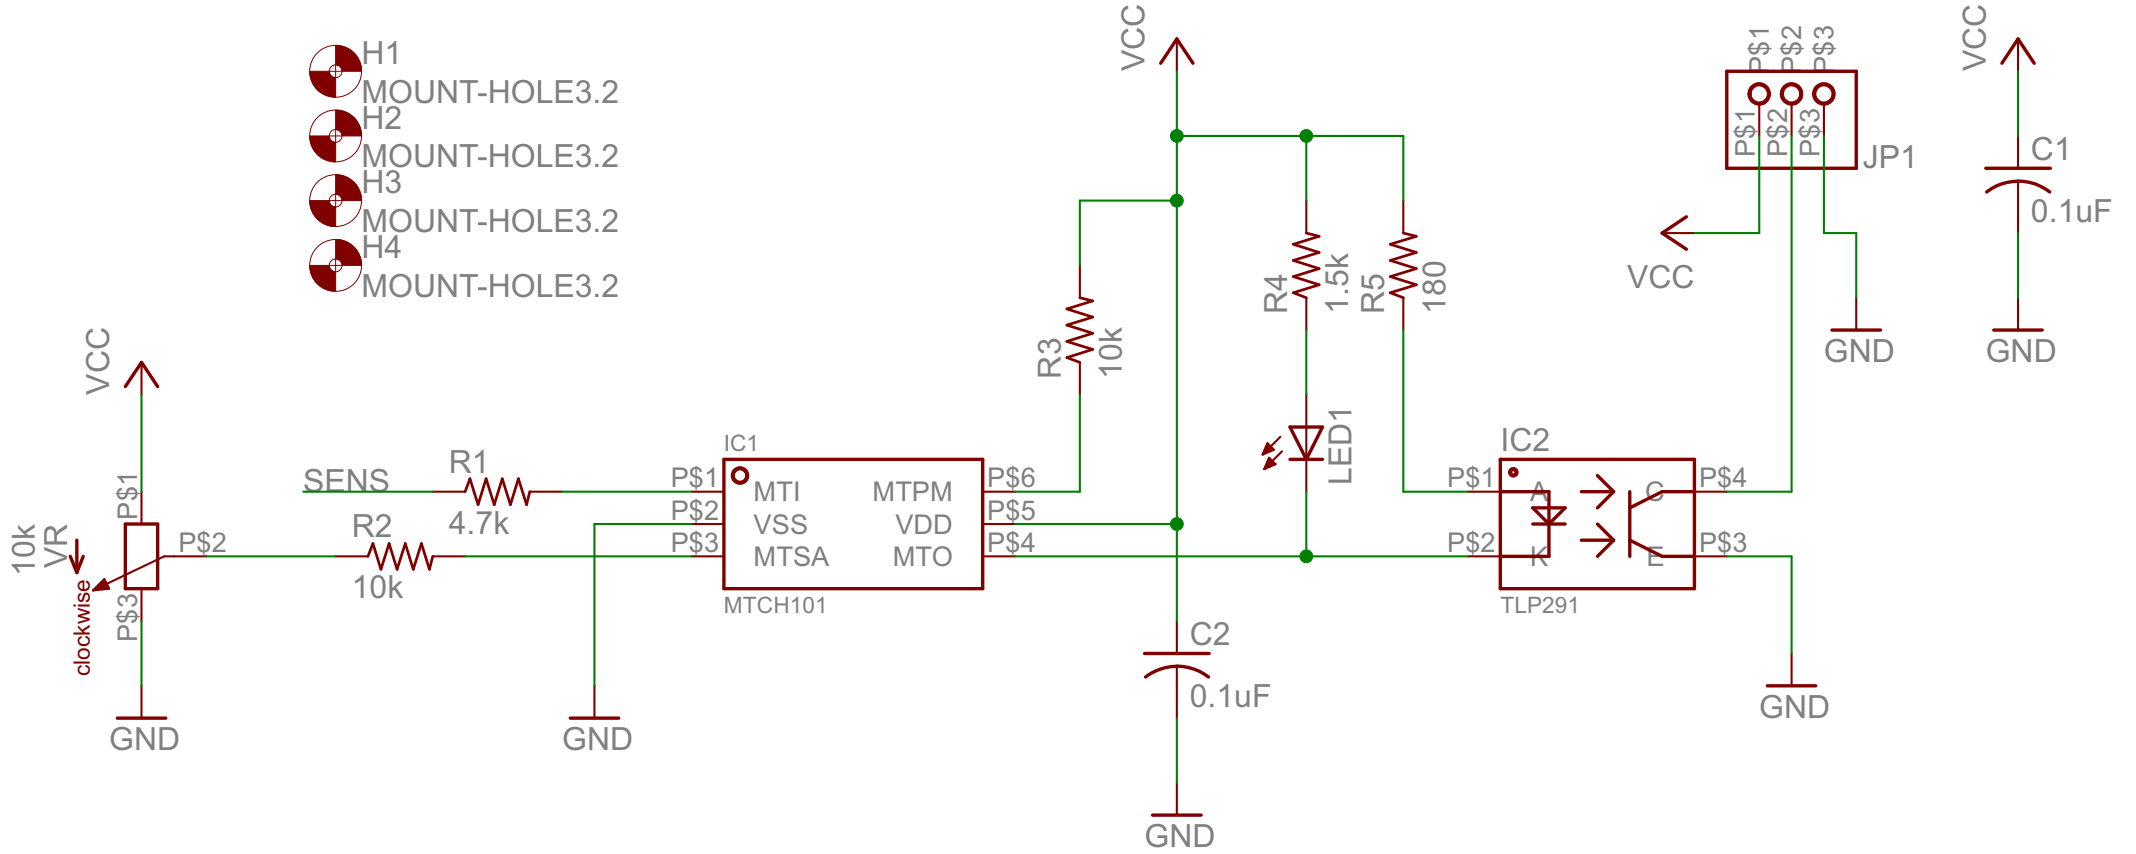 H1
MOUNT-HOLE3.2
H2
MOUNT-HOLE3.2
H3
MOUNT-HOLE3.2
H4
MOUNT-HOLE3.2
VCC
P$1
10k
VR
P$2
clockwise
P$3
GND
SENS
R1
4.7k
R2
10k
IC1
P$1
MTI
P$2
VSS
P$3
MTSA
MTPM
P$6
VDD
P$5
MTO
P$4
MTCH101
GND
VCC
R3
10k
R4
1.5k
R5
180
LED1
C2
0.1uF
GND
IC2
P$1
A
P$2
K
C
P$4
E
P$3
TLP291
GND
P$1
P$2
P$3
P$1
P$2
P$3
JP1
VCC
GND
VCC
C1
0.1uF
GND